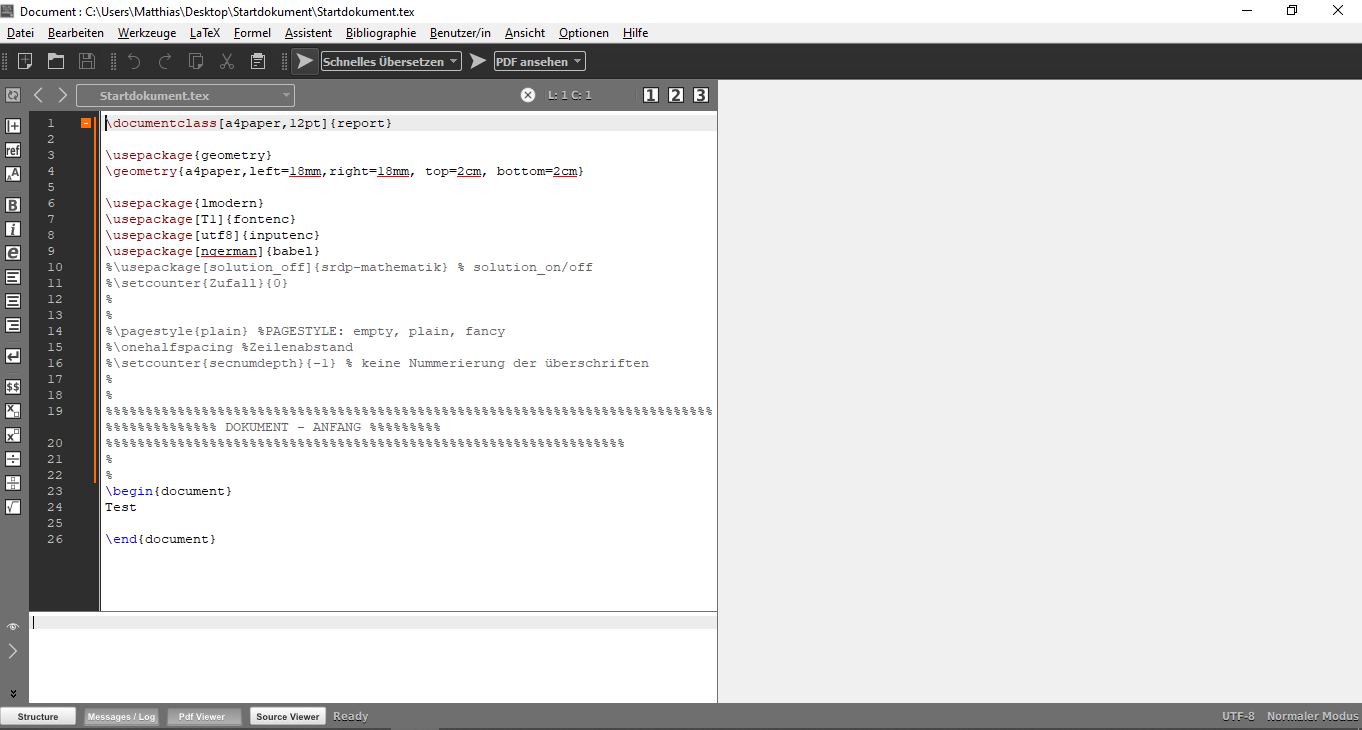 Document : C:\Users\Matthias\Desktop\Startdokument\Startdokument.tex
Datei Bearbeiten Werkzeuge LaTeX Formel Assistent Bibliographie Benutzer/in Ansicht Optionen Hilfe
Schnelles Übersetzen PDF ansehen
Startdokument.tex L: 1 C: 1 1 2 3
1 \documentclass[a4paper,12pt]{report}
2
3 \usepackage{geometry}
4 \geometry{a4paper,left=18mm,right=18mm, top=2cm, bottom=2cm}
5
6 \usepackage{lmodern}
7 \usepackage[T1]{fontenc}
8 \usepackage[utf8]{inputenc}
9 \usepackage[ngerman]{babel}
10 %\usepackage[solution_off]{srdp-mathematik} % solution_on/off
11 %\setcounter{Zufall}{0}
12 %
13 %
14 %\pagestyle{plain} %PAGESTYLE: empty, plain, fancy
15 %\onehalfspacing %Zeilenabstand
16 %\setcounter{secnumdepth}{-1} % keine Nummerierung der überschriften
17 %
18 %
19 %%%%%%%%%%%%%%%%%%%%%%%%%%%%%%%%%%%%%%%%%%%%%%%%%%%%%%%%%%%%%%%%%%%%%%%%%%%%%%%
%%%%%%%%%%%%%% DOKUMENT - ANFANG %%%%%%%%%
20 %%%%%%%%%%%%%%%%%%%%%%%%%%%%%%%%%%%%%%%%%%%%%%%%%%%%%%%%%%%%%%%%%%
21 %
22 %
23 \begin{document}
24 Test
25
26 \end{document}
ref
A
B
i
e
$$
Structure Messages / Log Pdf Viewer Source Viewer Ready UTF-8 Normaler Modus